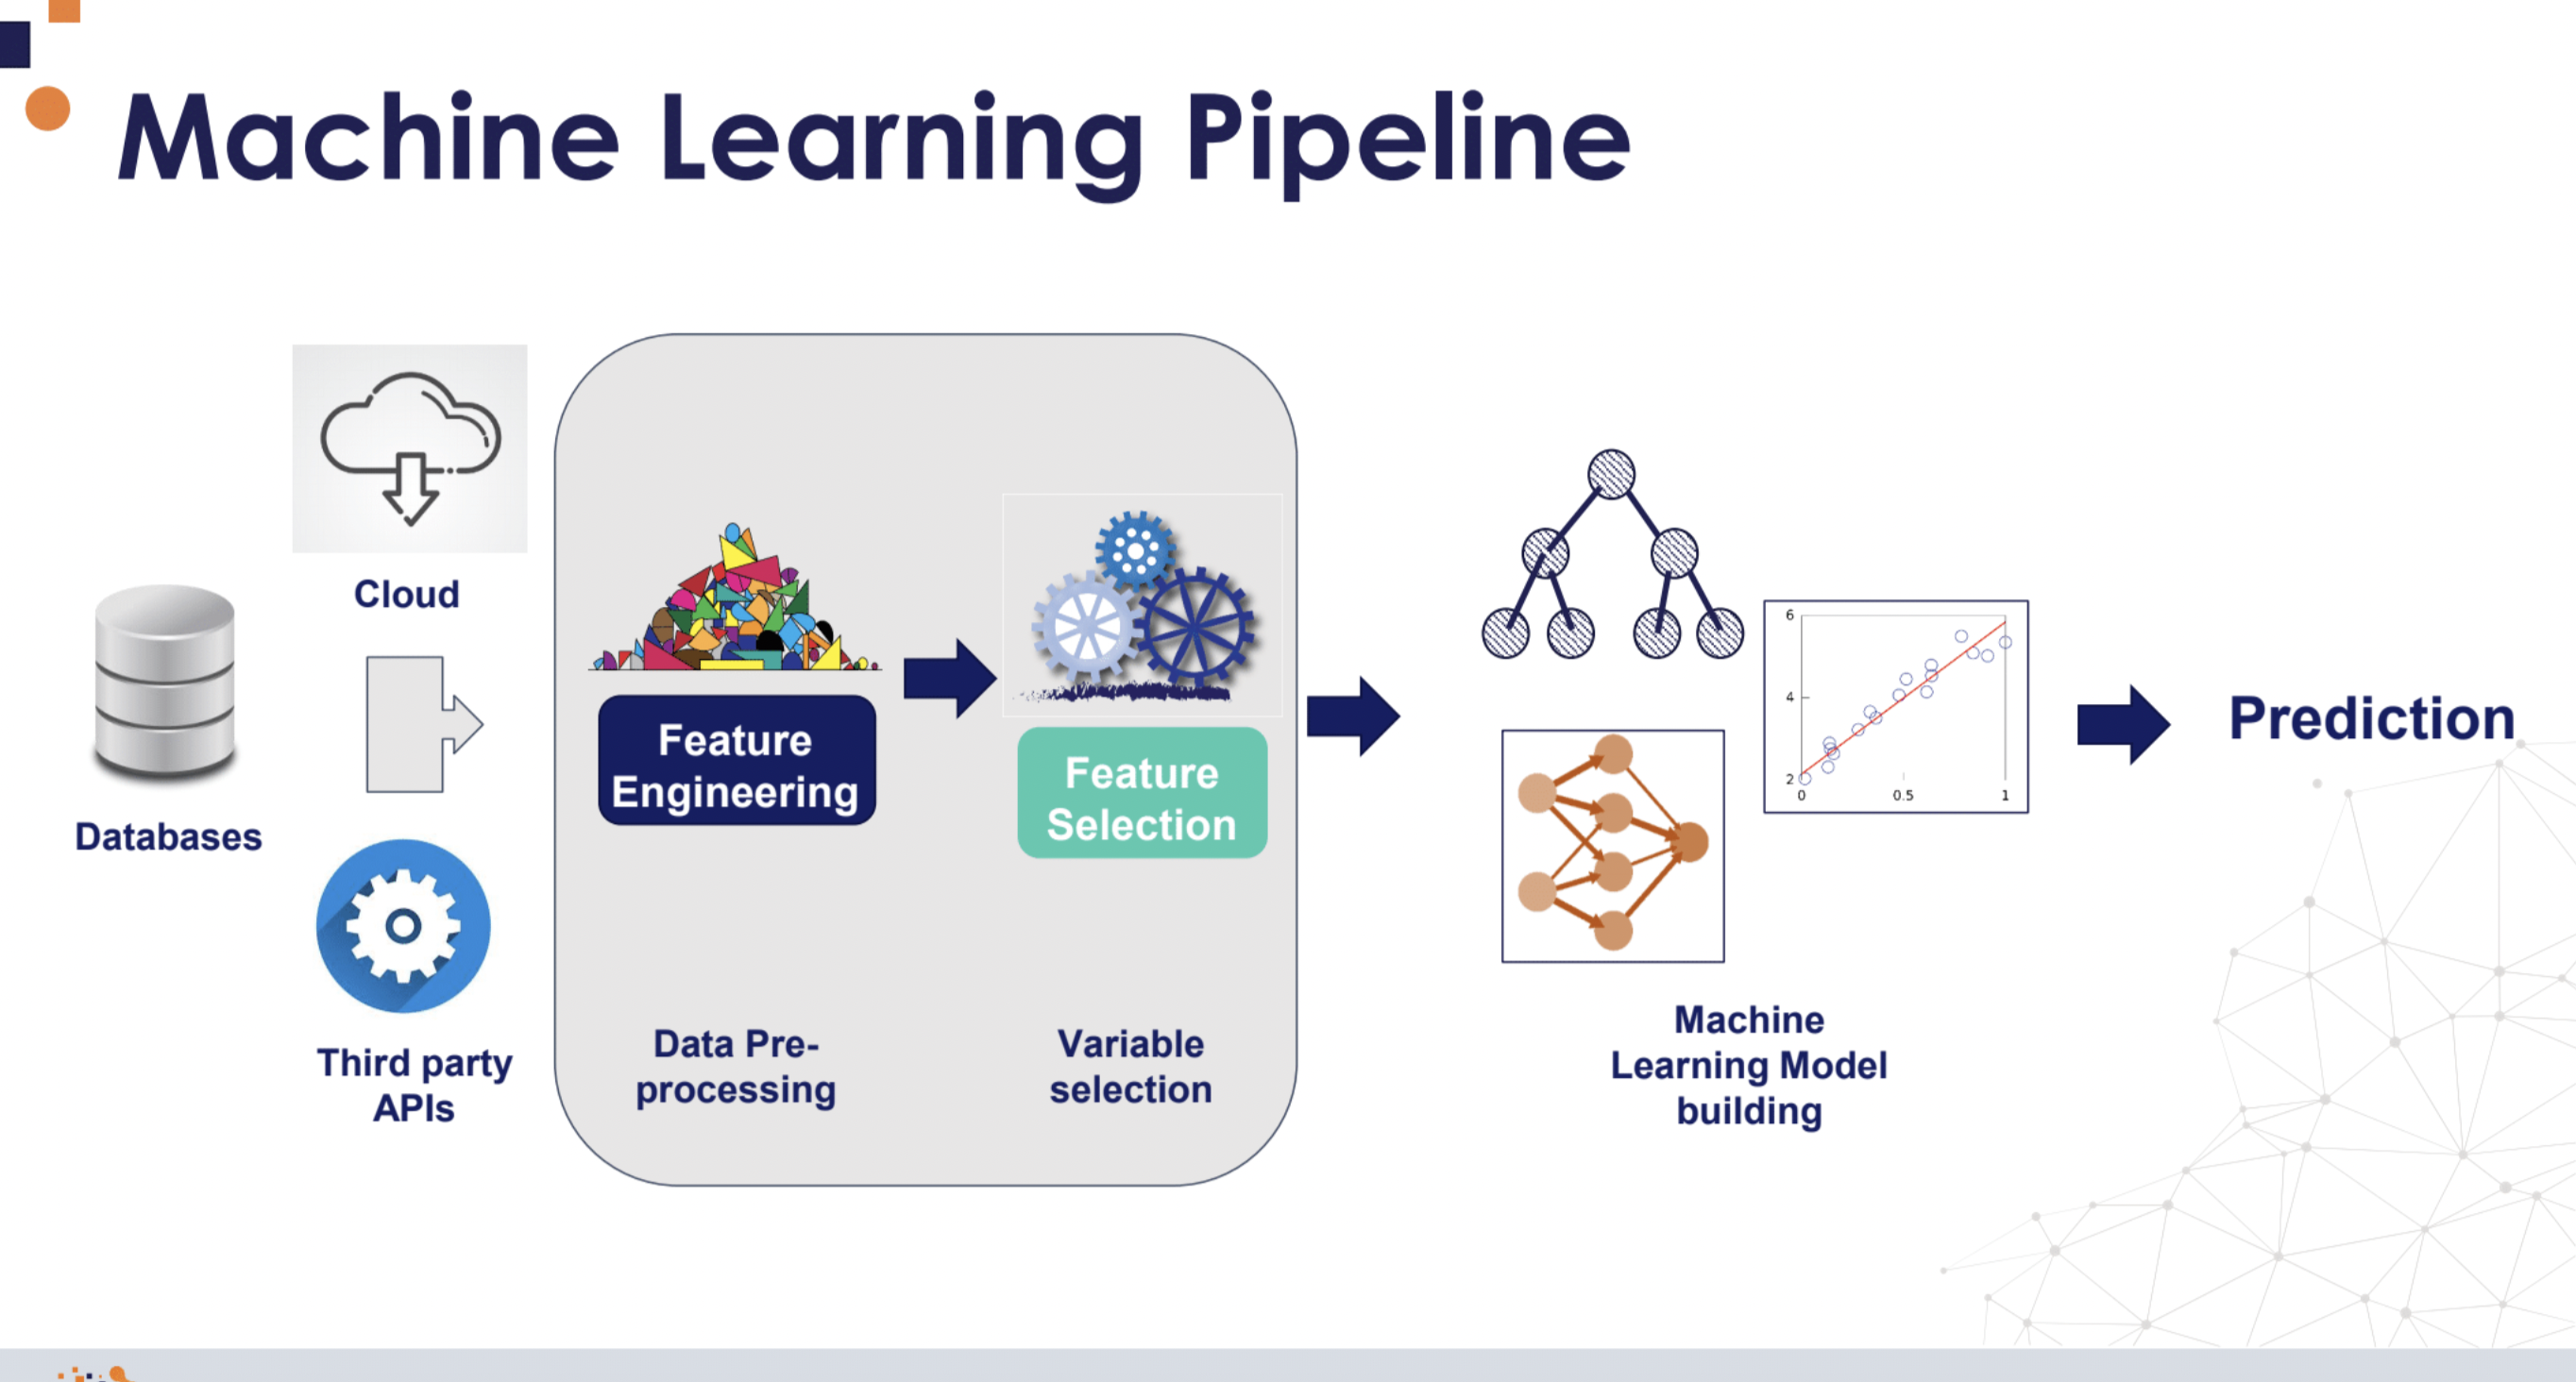 Machine Learning Pipeline
Cloud
Databases
Third party
APIs
Feature
Engineering
Data Pre-
processing
Feature
Selection
Variable
selection
6
4
2
0
0.5
1
Machine
Learning Model
building
Prediction